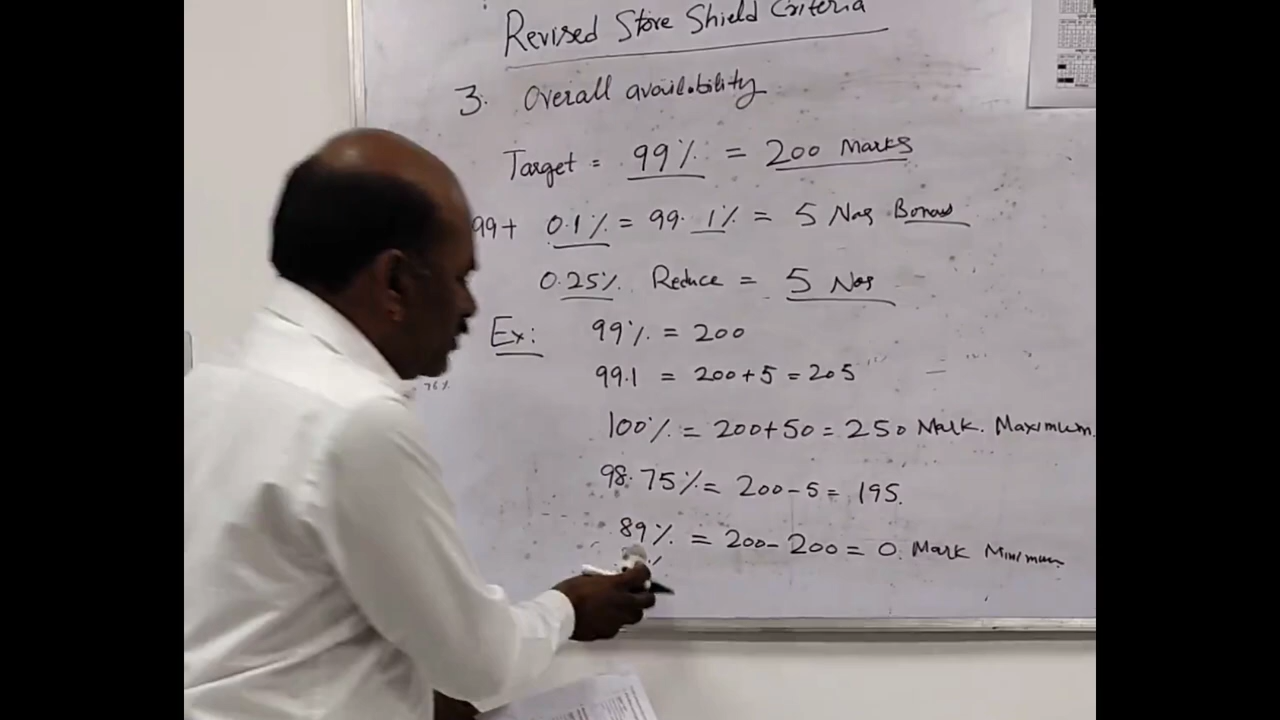 Revised Store Shield Criteria
3. Overall availability
Target = 99% = 200 Marks
99+ 0.1% = 99.1% = 5 Nos Bonus
0.25% Reduce = 5 Nos
Ex: 99% = 200
99.1 = 200+5 = 205
100% = 200+50 = 250 Mark. Maximum.
98.75% = 200-5 = 195.
89% = 200-200 = 0. Mark Minimum
76%